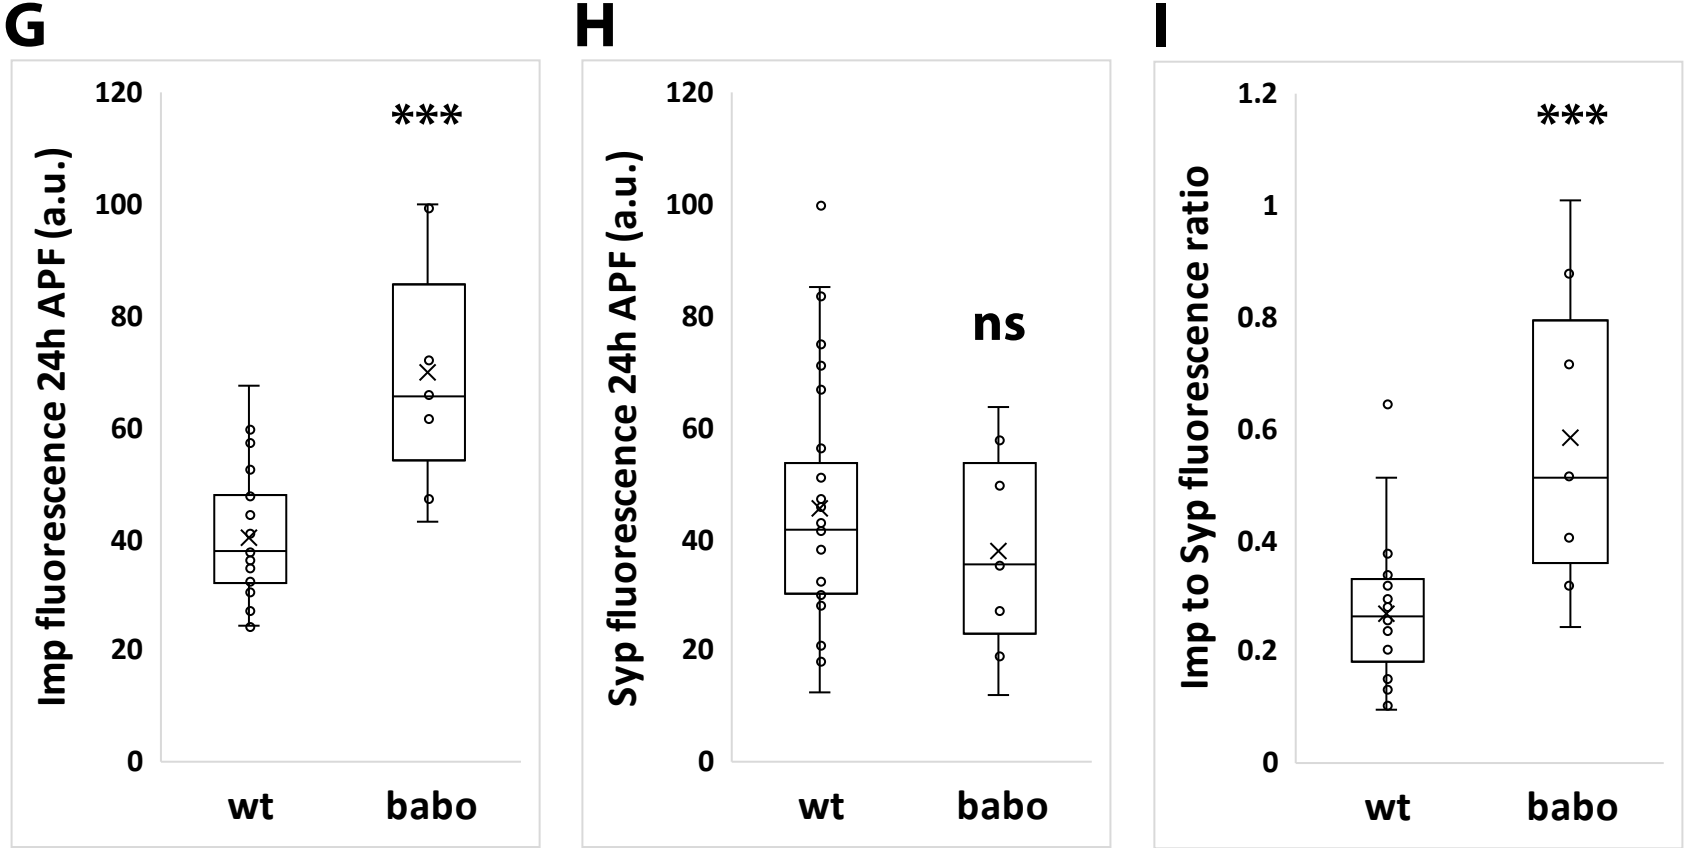 G
Imp fluorescence 24h APF (a.u.)
120
100
80
60
40
20
0
***
wt
babo
H
Syp fluorescence 24h APF (a.u.)
120
100
80
60
40
20
0
ns
wt
babo
I
Imp to Syp fluorescence ratio
1.2
1
0.8
0.6
0.4
0.2
0
***
wt
babo